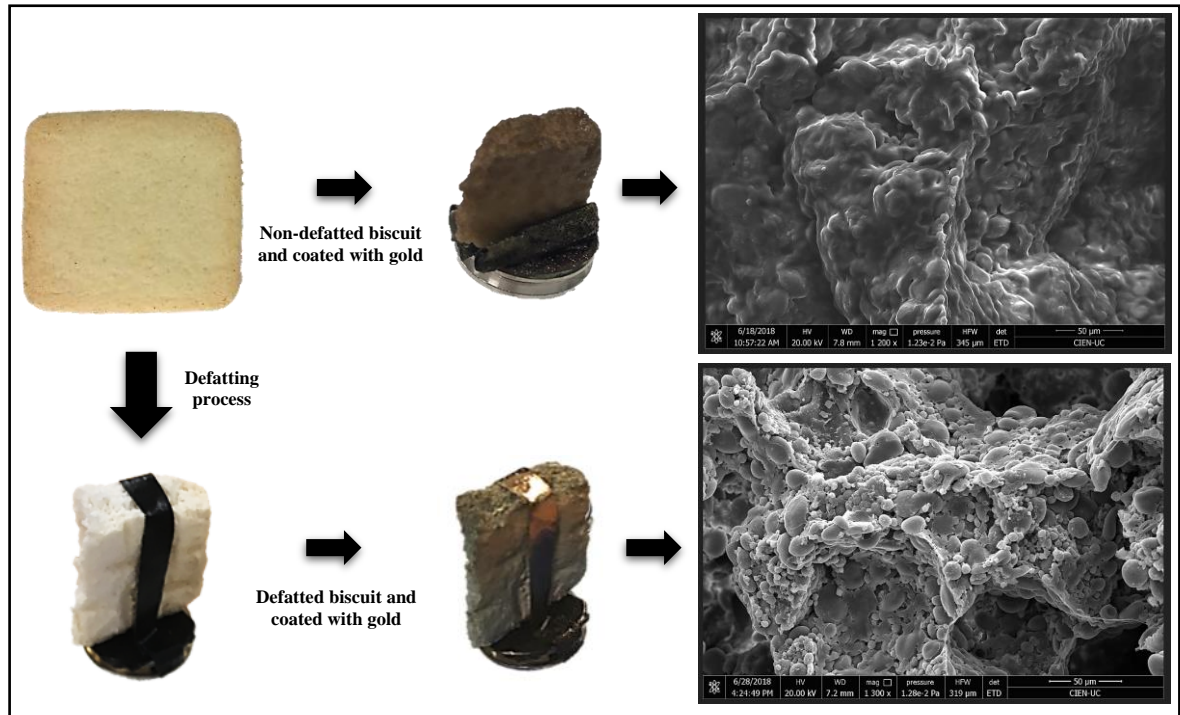 Non-defatted biscuit
and coated with gold
6/18/2018 HV WD mag pressure HFW det 50 µm
10:57:22 AM 20.00 kV 7.8 mm 1 200 x 1.23e-2 Pa 345 µm ETD CIEN-UC
Defatting
process
Defatted biscuit and
coated with gold
6/28/2018 HV WD mag pressure HFW det 50 µm
4:24:49 PM 20.00 kV 7.2 mm 1 300 x 1.28e-2 Pa 319 µm ETD CIEN-UC